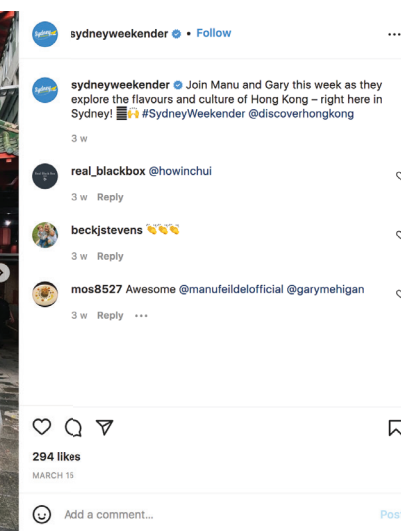 sydneyweekender • Follow
sydneyweekender Join Manu and Gary this week as they
explore the flavours and culture of Hong Kong – right here in
Sydney! #SydneyWeekender @discoverhongkong
3 w
real_blackbox @howinchui
3 w Reply
beckjstevens 👏👏👏
3 w Reply
mos8527 Awesome @manufeildelofficial @garymehigan
3 w Reply •••
294 likes
MARCH 15
Add a comment...
Pos